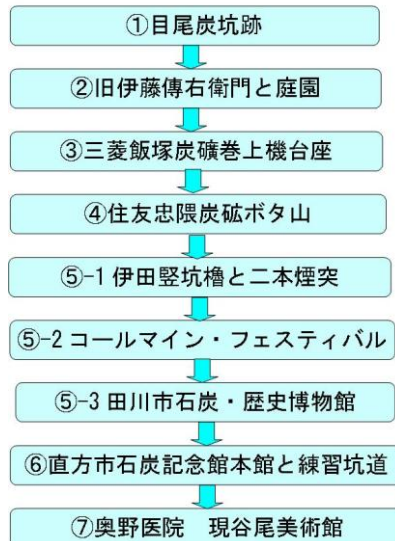 ①目尾炭坑跡
②旧伊藤傳右衛門と庭園
③三菱飯塚炭礦巻上機台座
④住友忠隈炭砿ボタ山
⑤-1 伊田竪坑櫓と二本煙突
⑤-2 コールマイン・フェスティバル
⑤-3 田川市石炭・歴史博物館
⑥直方市石炭記念館本館と練習坑道
⑦奥野医院　現谷尾美術館